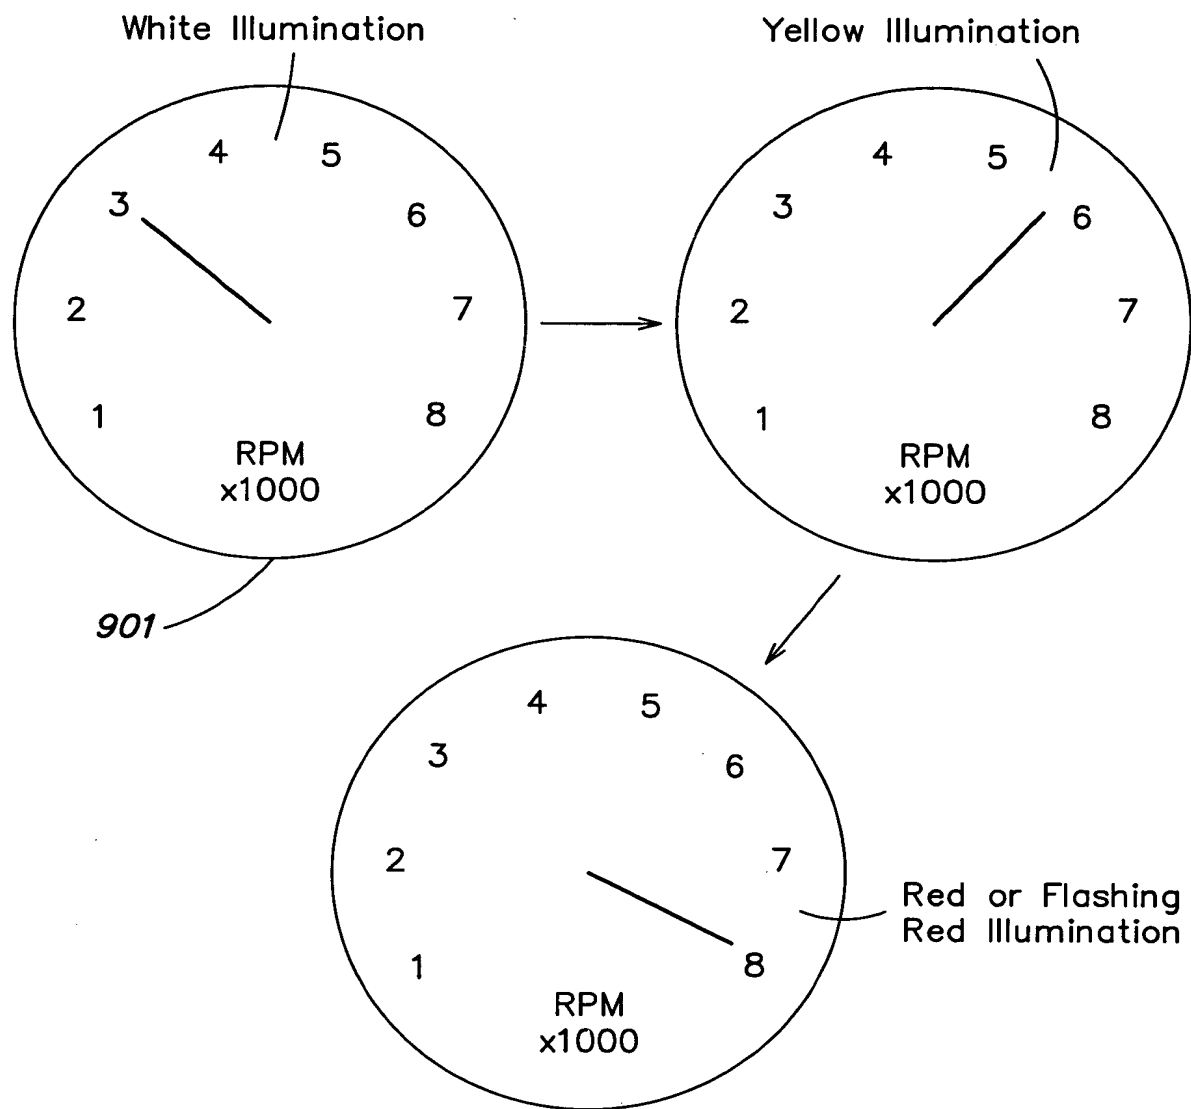 White Illumination
4 5
3
6
2
7
1
8
RPM
x1000
901
Yellow Illumination
4 5
3
6
2
7
1
8
RPM
x1000
4 5
3
6
2
7
1
8
RPM
x1000
Red or Flashing
Red Illumination